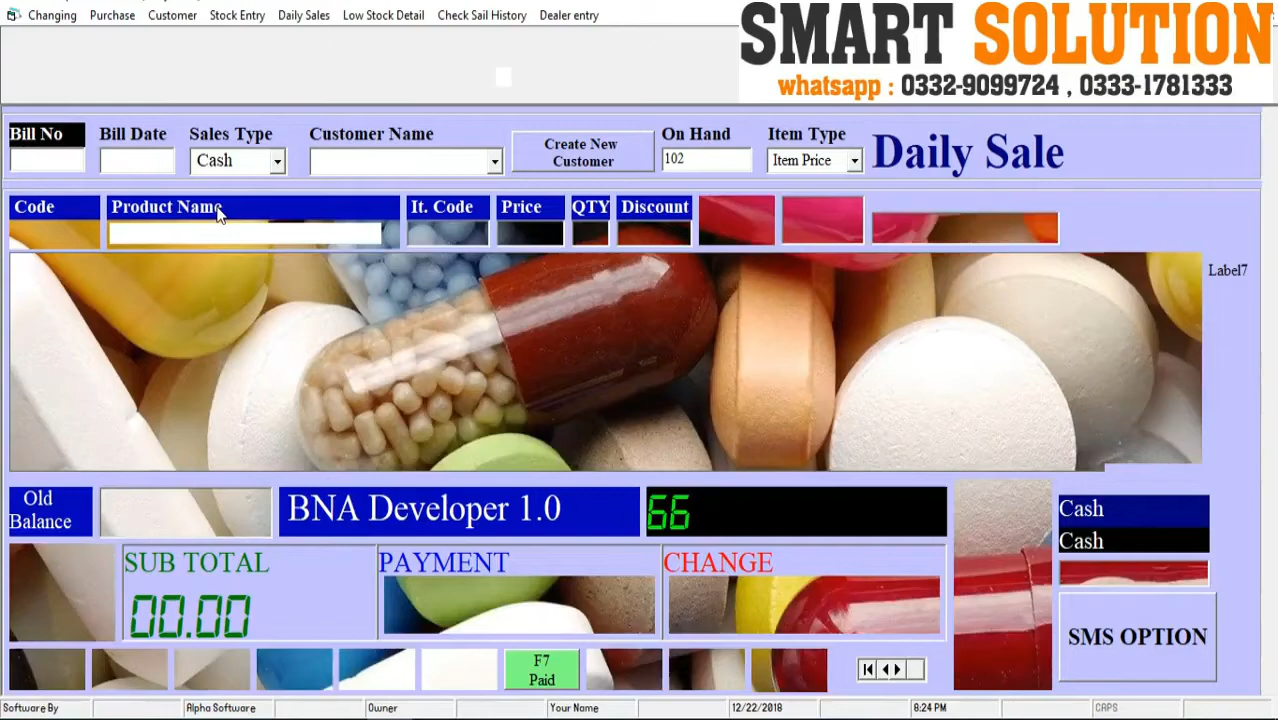 Changing Purchase Customer Stock Entry Daily Sales Low Stock Detail Check Sail History Dealer entry
SMART SOLUTION
whatsapp : 0332-9099724 , 0333-1781333
Bill No Bill Date Sales Type Customer Name Create New Customer On Hand Item Type Daily Sale
Cash 102 Item Price
Code Product Name It. Code Price QTY Discount
Label7
Old
Balance
BNA Developer 1.0 66
Cash
Cash
SUB TOTAL PAYMENT CHANGE
00.00
SMS OPTION
F7
Paid
Software By Alpha Software Owner Your Name 12/22/2018 8:24 PM CAPS